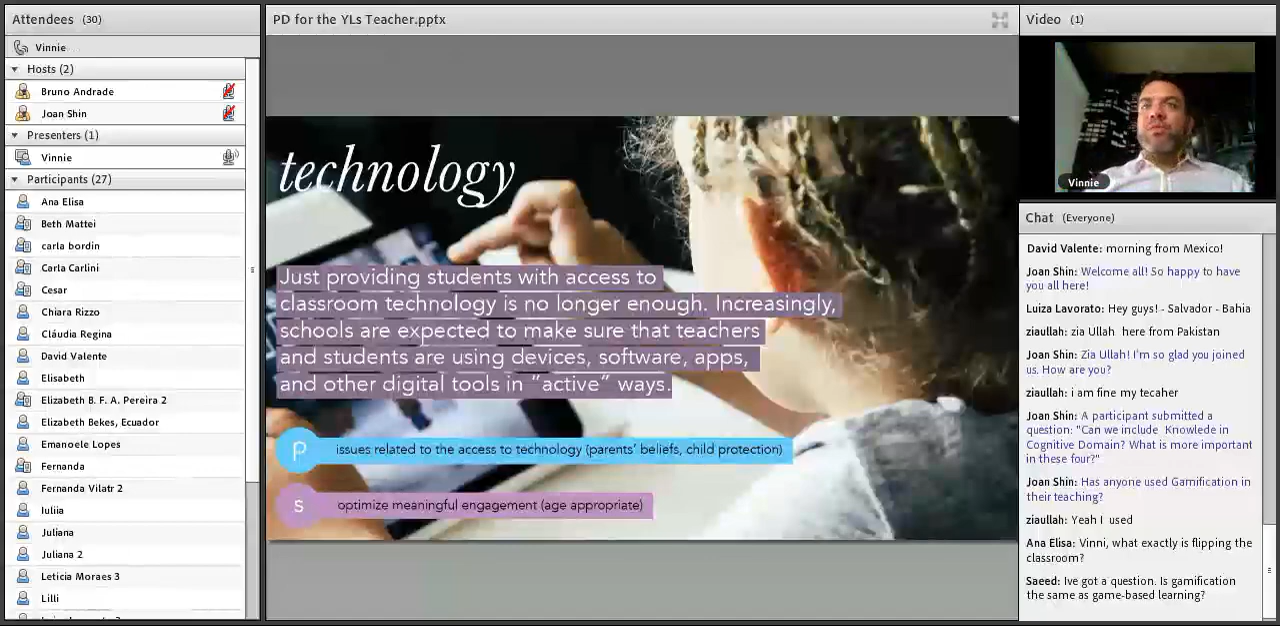 Attendees (30)
Vinnie
Hosts (2)
Bruno Andrade
Joan Shin
Presenters (1)
Vinnie
Participants (27)
Ana Elisa
Beth Mattei
carla bordin
Carla Carlini
Cesar
Chiara Rizzo
Cláudia Regina
David Valente
Elisabeth
Elizabeth B. F. A. Pereira 2
Elizabeth Bekes, Ecuador
Emanoele Lopes
Fernanda
Fernanda Vilatr 2
Iuliia
Juliana
Juliana 2
Leticia Moraes 3
Lilli
PD for the YLs Teacher.pptx
technology
Just providing students with access to
classroom technology is no longer enough. Increasingly,
schools are expected to make sure that teachers
and students are using devices, software, apps,
and other digital tools in “active” ways.
P issues related to the access to technology (parents’ beliefs, child protection)
S optimize meaningful engagement (age appropriate)
Video (1)
Vinnie
Chat (Everyone)
David Valente: morning from Mexico!
Joan Shin: Welcome all! So happy to have
you all here!
Luiza Lavorato: Hey guys! - Salvador - Bahia
ziaullah: zia Ullah here from Pakistan
Joan Shin: Zia Ullah! I'm so glad you joined
us. How are you?
ziaullah: i am fine my tecaher
Joan Shin: A participant submitted a
question: "Can we include Knowlede in
Cognitive Domain? What is more important
in these four?"
Joan Shin: Has anyone used Gamification in
their teaching?
ziaullah: Yeah I used
Ana Elisa: Vinni, what exactly is flipping the
classroom?
Saeed: Ive got a question. Is gamification
the same as game-based learning?